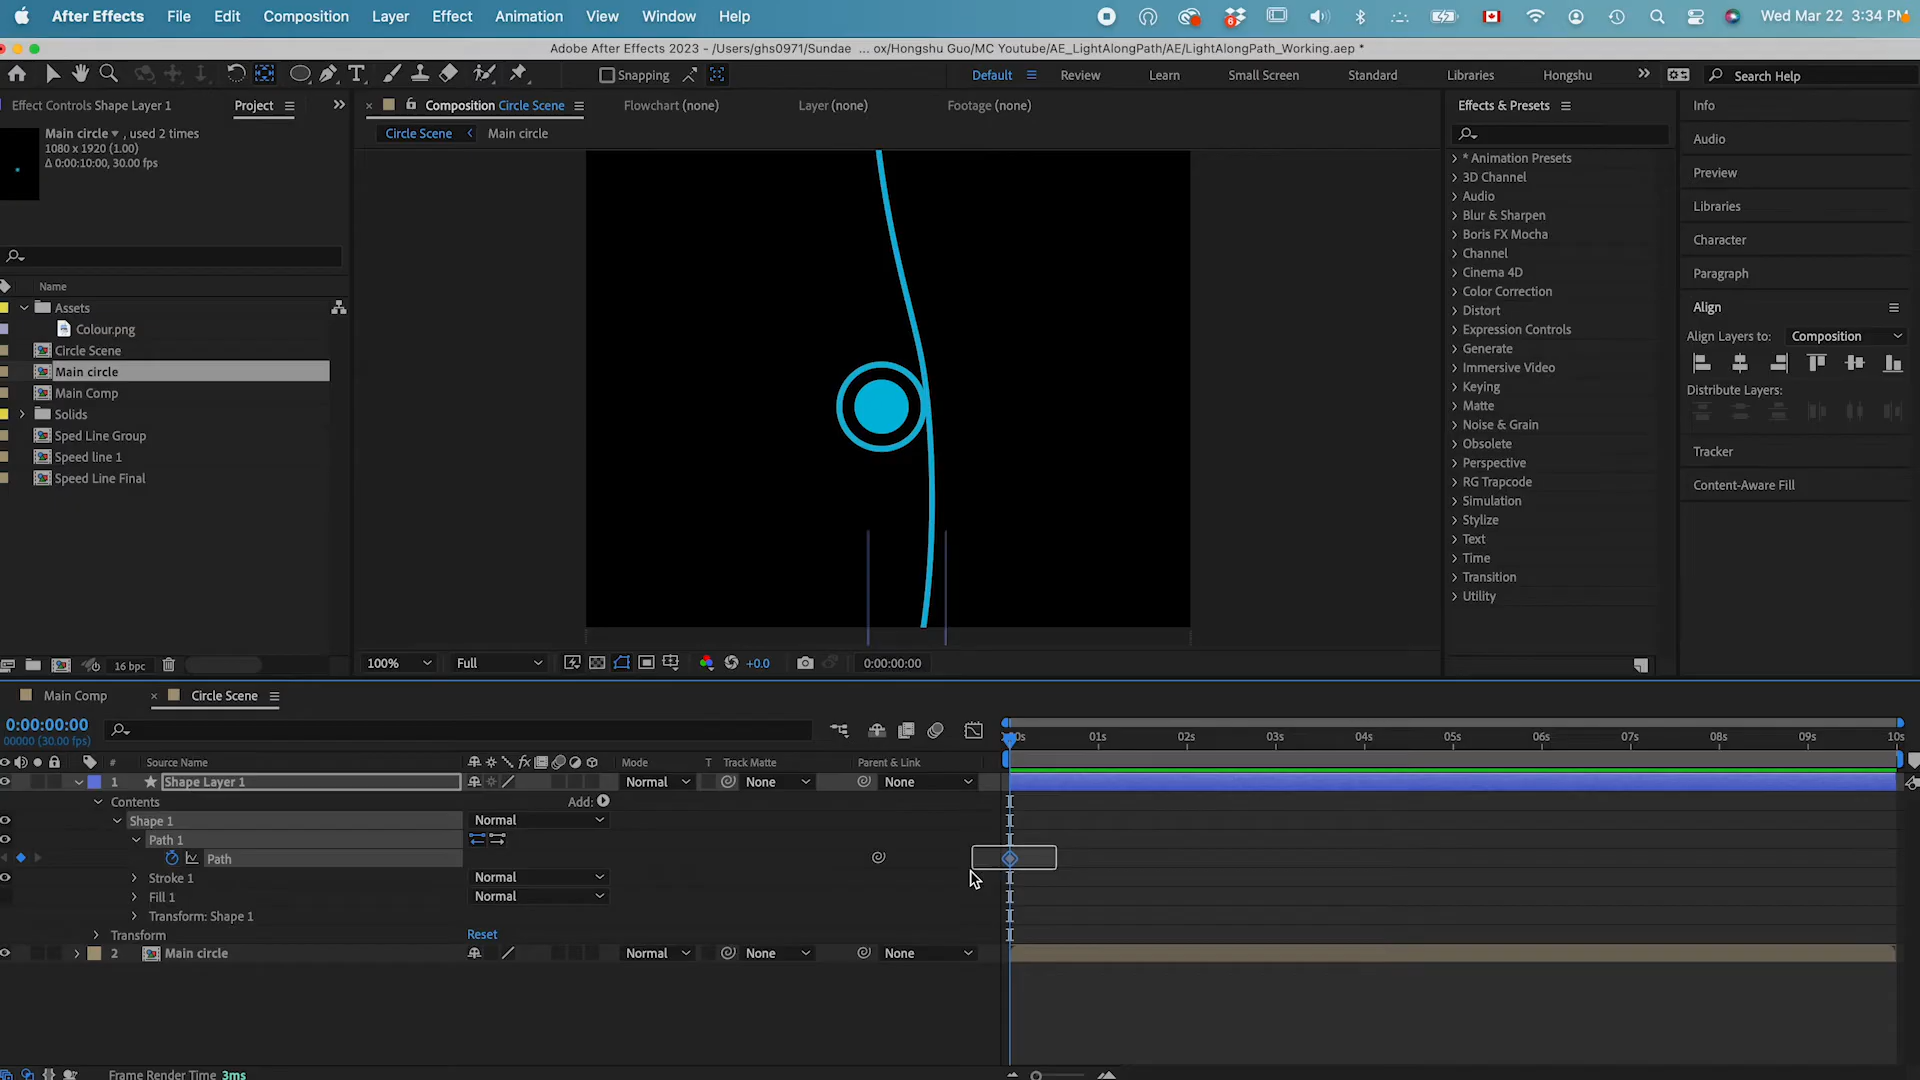 After Effects File Edit Composition Layer Effect Animation View Window Help 6 Wed Mar 22 3:34 PM
Adobe After Effects 2023 - /Users/ghs0971/Sundae ... ox/Hongshu Guo/MC Youtube/AE_LightAlongPath/AE/LightAlongPath_Working.aep *
Snapping Default Review Learn Small Screen Standard Libraries Hongshu Search Help
Effect Controls Shape Layer 1 Project
Main circle , used 2 times
1080 x 1920 (1.00)
Δ 0:00:10:00, 30.00 fps
Name
Assets
Colour.png
Circle Scene
Main circle
Main Comp
Solids
Sped Line Group
Speed line 1
Speed Line Final
16 bpc
Composition Circle Scene Flowchart (none) Layer (none) Footage (none)
Circle Scene Main circle
100% Full +0.0 0:00:00:00
Effects & Presets
* Animation Presets
3D Channel
Audio
Blur & Sharpen
Boris FX Mocha
Channel
Cinema 4D
Color Correction
Distort
Expression Controls
Generate
Immersive Video
Keying
Matte
Noise & Grain
Obsolete
Perspective
RG Trapcode
Simulation
Stylize
Text
Time
Transition
Utility
Info
Audio
Preview
Libraries
Character
Paragraph
Align
Align Layers to: Composition
Distribute Layers:
Tracker
Content-Aware Fill
Main Comp Circle Scene
0:00:00:00
00000 (30.00 fps)
01s 02s 03s 04s 05s 06s 07s 08s 09s 10s
# Source Name Mode T Track Matte Parent & Link
1 Shape Layer 1 Normal None None
Contents Add:
Shape 1 Normal
Path 1
Path
Stroke 1 Normal
Fill 1 Normal
Transform: Shape 1
Transform Reset
2 Main circle Normal None None
Frame Render Time 3ms